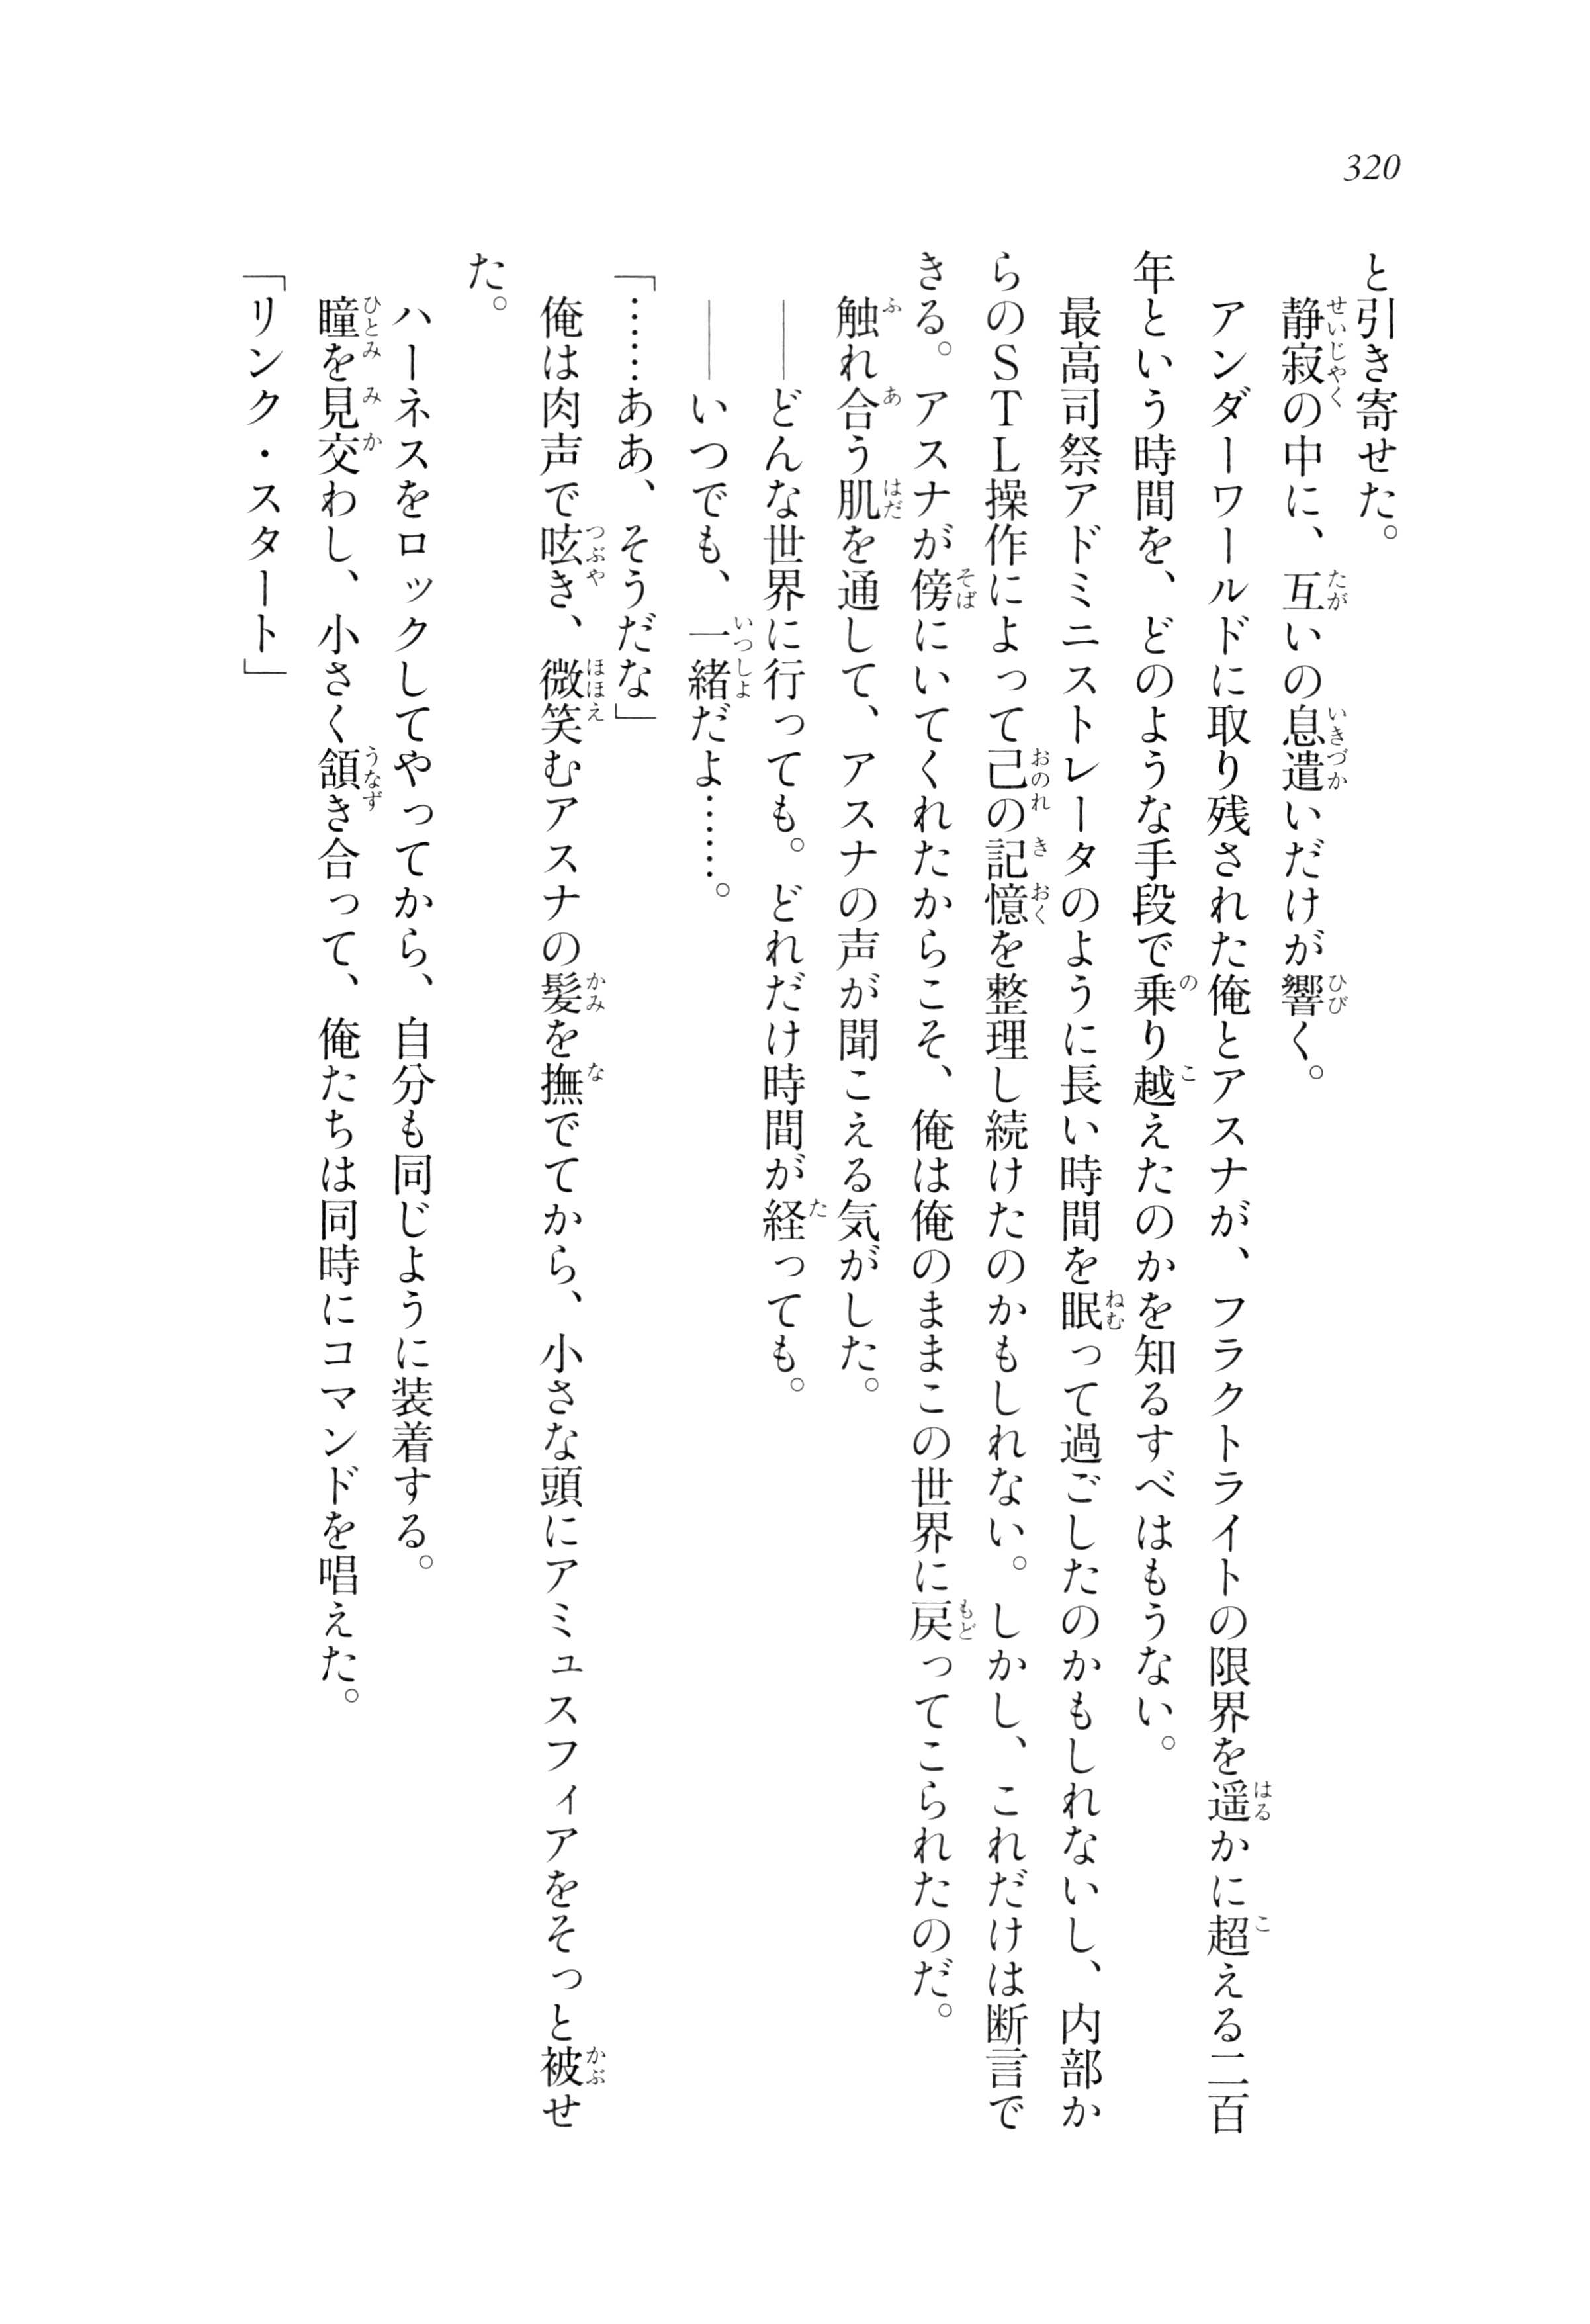 320
と引き寄せた。
静寂の中に、互いの息遣いだけが響く。
アンダーワールドに取り残された俺とアスナが、フラクトライトの限界を遥かに超える二百
年という時間を、どのような手段で乗り越えたのかを知るすべはもうない。
最高司祭アドミニストレータのように長い時間を眠って過ごしたのかもしれないし、内部か
らのＳＴＬ操作によって己の記憶を整理し続けたのかもしれない。しかし、これだけは断言で
きる。アスナが傍にいてくれたからこそ、俺は俺のままこの世界に戻ってこられたのだ。
触れ合う肌を通して、アスナの声が聞こえる気がした。
――どんな世界に行っても。どれだけ時間が経っても。
――いつでも、一緒だよ……。
「……ああ、そうだな」
俺は肉声で呟き、微笑むアスナの髪を撫でてから、小さな頭にアミュスフィアをそっと被せ
た。
ハーネスをロックしてやってから、自分も同じように装着する。
瞳を見交わし、小さく頷き合って、俺たちは同時にコマンドを唱えた。
「リンク・スタート」